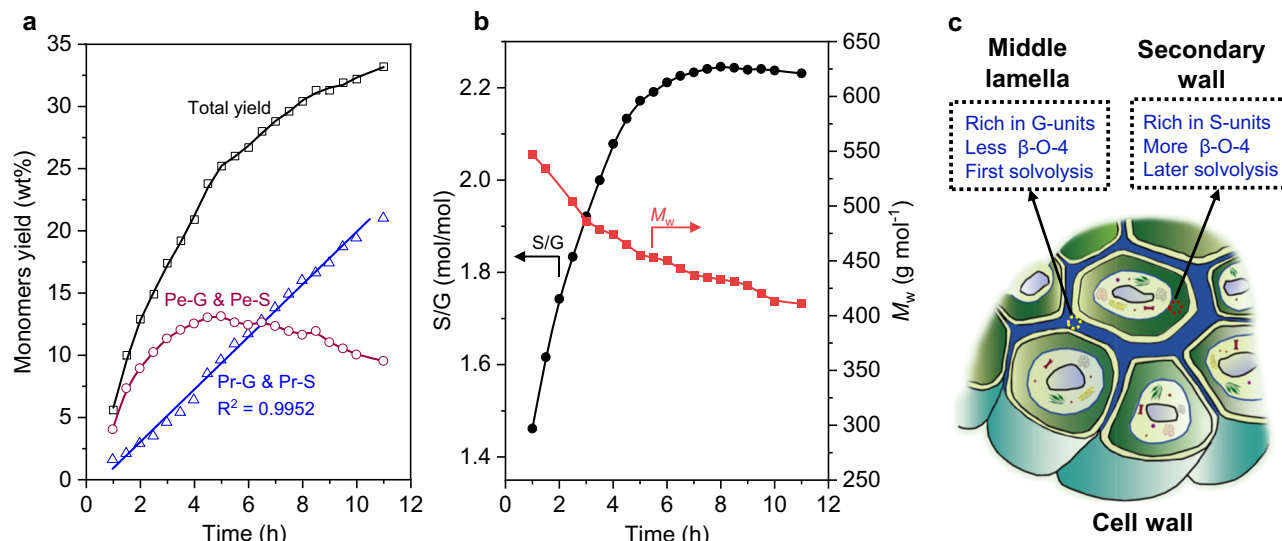 a
Monomers yield (wt%)
35
30
25
20
15
10
5
0
Total yield
Pe-G & Pe-S
Pr-G & Pr-S
R² = 0.9952
0 2 4 6 8 10 12
Time (h)
b
S/G (mol/mol)
2.2
2.0
1.8
1.6
1.4
S/G
Mw
650
600
550
500
450
400
350
300
250
Mw (g mol⁻¹)
0 2 4 6 8 10 12
Time (h)
c
Middle
lamella
Rich in G-units
Less β-O-4
First solvolysis
Secondary
wall
Rich in S-units
More β-O-4
Later solvolysis
Cell wall